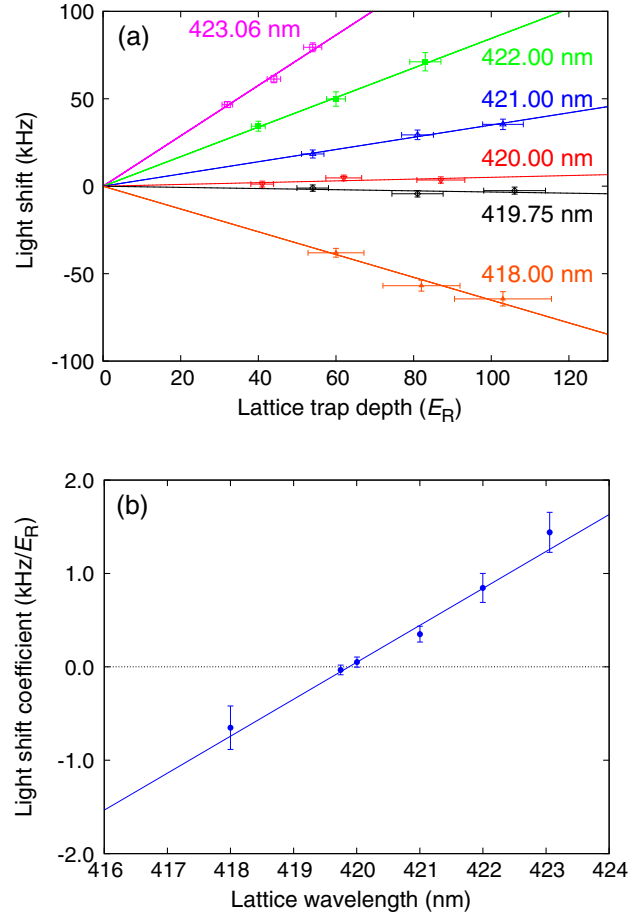 (a)
423.06 nm
422.00 nm
421.00 nm
420.00 nm
419.75 nm
418.00 nm
100
50
0
-50
-100
Light shift (kHz)
0 20 40 60 80 100 120
Lattice trap depth (E_R)
(b)
2.0
1.0
0.0
-1.0
-2.0
Light shift coefficient (kHz/E_R)
416 417 418 419 420 421 422 423 424
Lattice wavelength (nm)